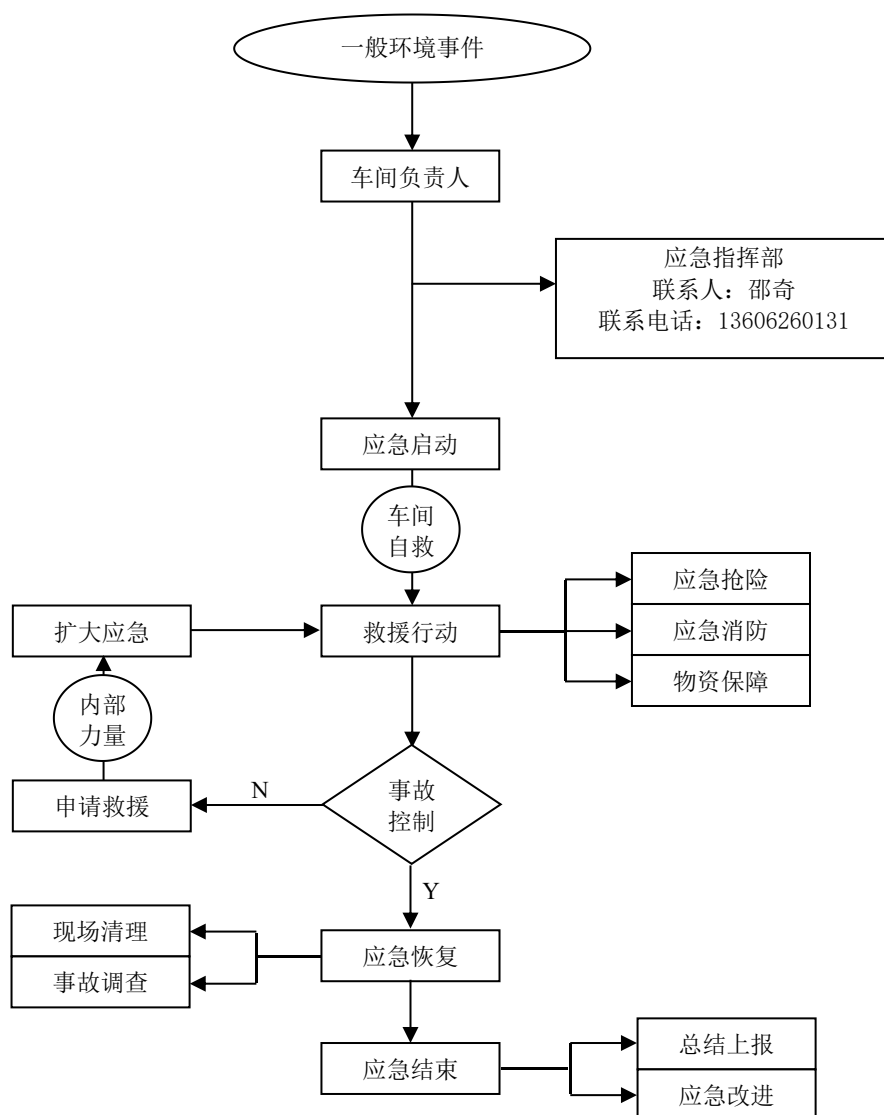 一般环境事件
车间负责人
应急指挥部
联系人：邵奇
联系电话：13606260131
应急启动
车间
自救
应急抢险
扩大应急
救援行动
应急消防
物资保障
内部
力量
申请救援
N
事故
控制
Y
现场清理
应急恢复
事故调查
总结上报
应急结束
应急改进